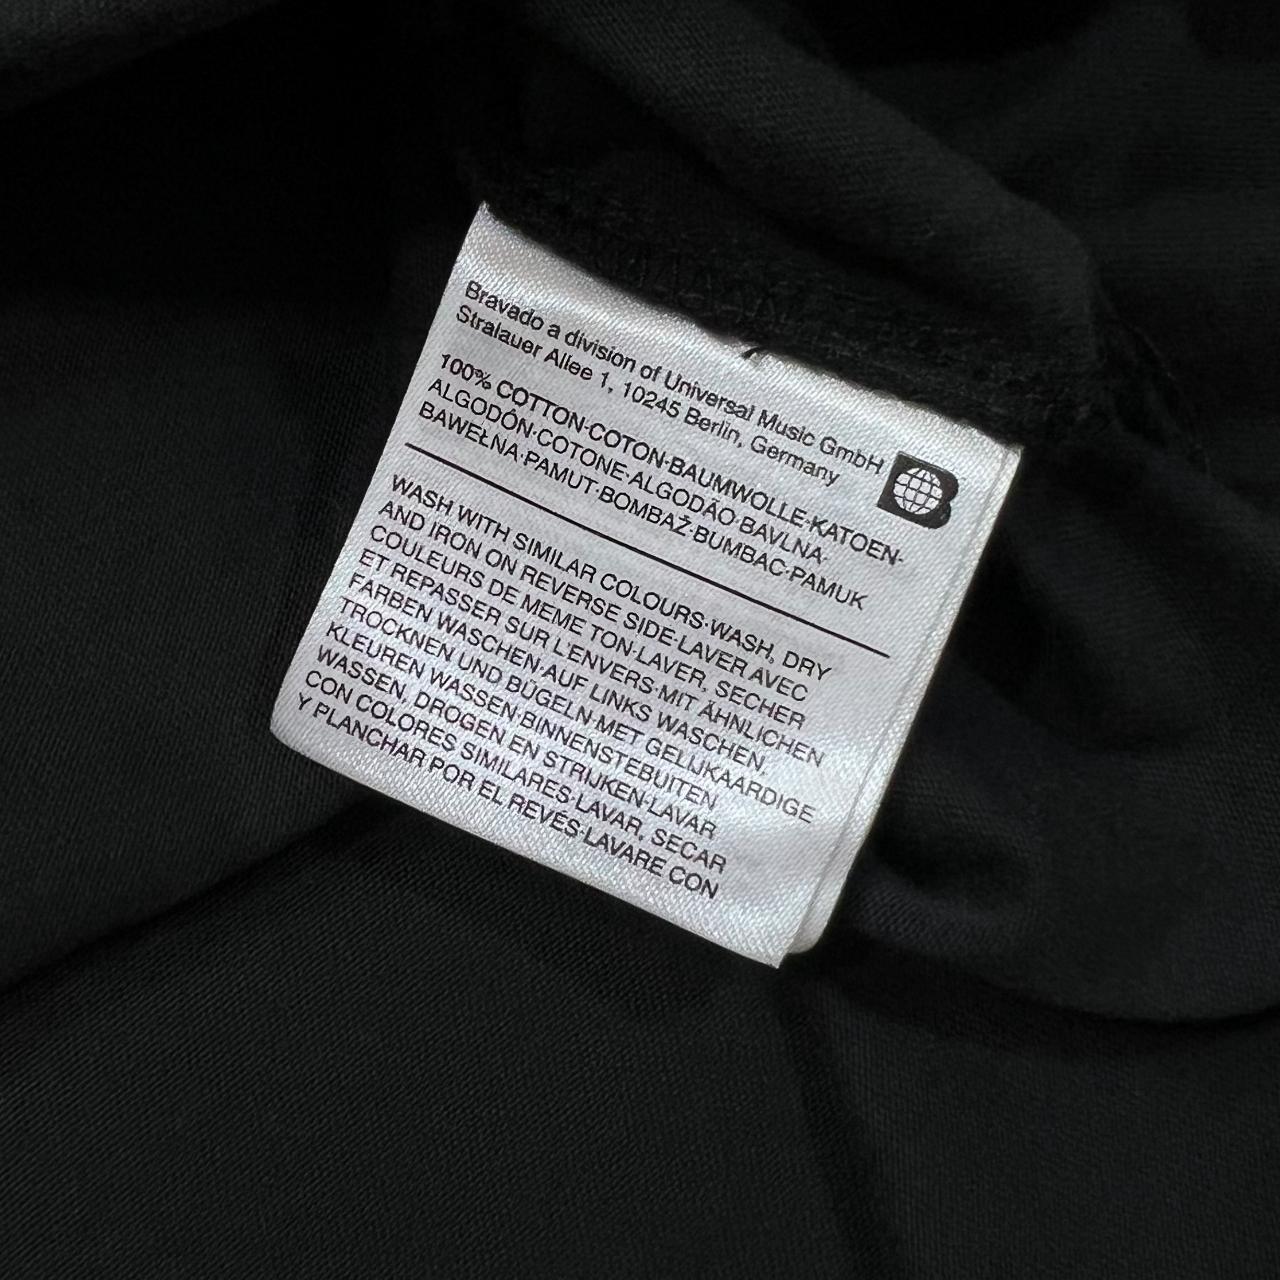 Bravado a division of Universal Music GmbH
Stralauer Allee 1, 10245 Berlin, Germany
B
100% COTTON·COTON·BAUMWOLLE·KATOEN·
ALGODÓN·COTONE·ALGODÃO·BAVLNA·
BAWEŁNA·PAMUT·BOMBAŽ·BUMBAC·PAMUK
WASH WITH SIMILAR COLOURS·WASH, DRY
AND IRON ON REVERSE SIDE·LAVER AVEC
COULEURS DE MEME TON·LAVER, SECHER
ET REPASSER SUR L'ENVERS·MIT ÄHNLICHEN
FARBEN WASCHEN·AUF LINKS WASCHEN,
TROCKNEN UND BÜGELN·MET GELIJKAARDIGE
KLEUREN WASSEN·BINNENSTEBUITEN
WASSEN, DROGEN EN STRIJKEN·LAVAR
CON COLORES SIMILARES·LAVAR, SECAR
Y PLANCHAR POR EL REVÉS·LAVARE CON